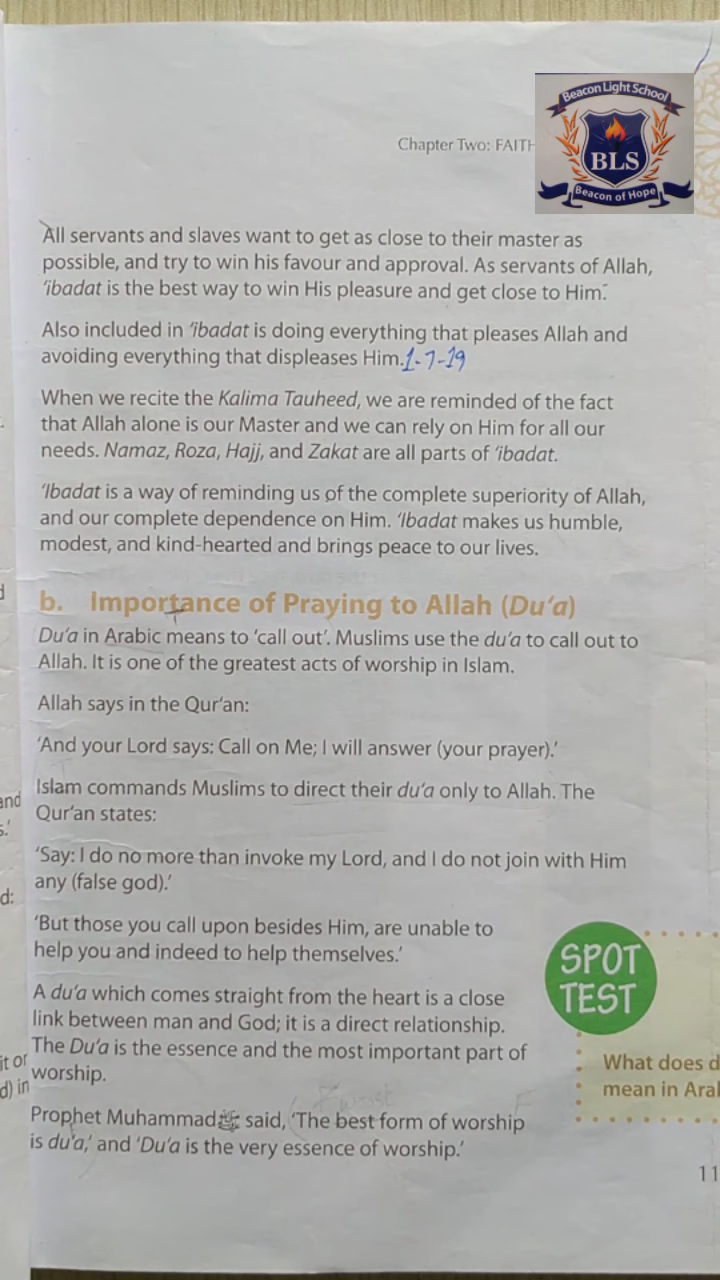 Beacon Light School
BLS
Beacon of Hope
Chapter Two: FAITH
All servants and slaves want to get as close to their master as
possible, and try to win his favour and approval. As servants of Allah,
‘ibadat is the best way to win His pleasure and get close to Him.
Also included in ‘ibadat is doing everything that pleases Allah and
avoiding everything that displeases Him. 1-7-19
When we recite the Kalima Tauheed, we are reminded of the fact
that Allah alone is our Master and we can rely on Him for all our
needs. Namaz, Roza, Hajj, and Zakat are all parts of ‘ibadat.
‘Ibadat is a way of reminding us of the complete superiority of Allah,
and our complete dependence on Him. ‘Ibadat makes us humble,
modest, and kind-hearted and brings peace to our lives.
b. Importance of Praying to Allah (Du‘a)
Du‘a in Arabic means to ‘call out’. Muslims use the du‘a to call out to
Allah. It is one of the greatest acts of worship in Islam.
Allah says in the Qur’an:
‘And your Lord says: Call on Me; I will answer (your prayer).’
Islam commands Muslims to direct their du‘a only to Allah. The
Qur’an states:
‘Say: I do no more than invoke my Lord, and I do not join with Him
any (false god).’
‘But those you call upon besides Him, are unable to
help you and indeed to help themselves.’
A du‘a which comes straight from the heart is a close
link between man and God; it is a direct relationship.
The Du‘a is the essence and the most important part of
worship.
Prophet Muhammad ﷺ said, ‘The best form of worship
is du‘a,’ and ‘Du‘a is the very essence of worship.’
SPOT
TEST
What does d
mean in Ara
11